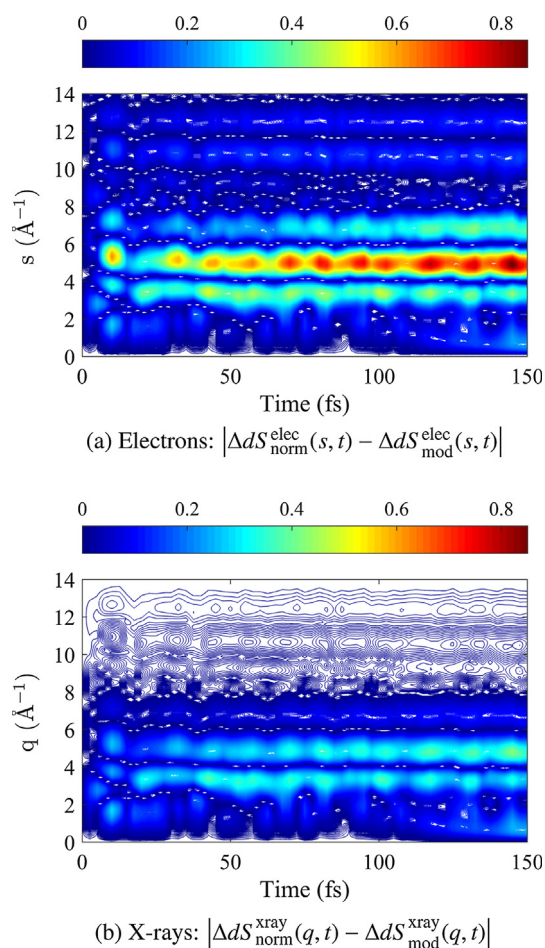 0 0.2 0.4 0.6 0.8
14
12
10
8
6
4
2
0
s (Å⁻¹)
0 50 100 150
Time (fs)
(a) Electrons: |ΔdS^elec_norm(s, t) − ΔdS^elec_mod(s, t)|
0 0.2 0.4 0.6 0.8
14
12
10
8
6
4
2
0
q (Å⁻¹)
0 50 100 150
Time (fs)
(b) X-rays: |ΔdS^xray_norm(q, t) − ΔdS^xray_mod(q, t)|